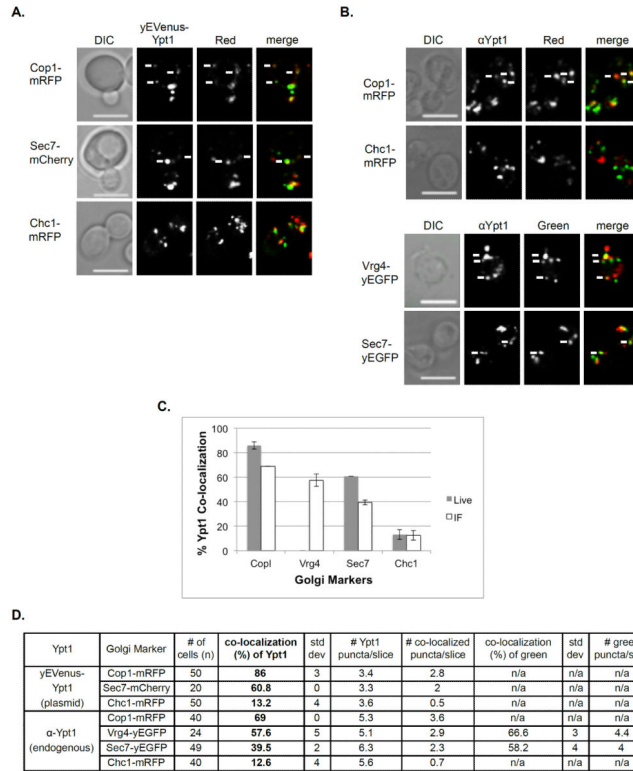 A.
DIC yEVenus-Ypt1 Red merge
Cop1-mRFP
Sec7-mCherry
Chc1-mRFP
B.
DIC αYpt1 Red merge
Cop1-mRFP
Chc1-mRFP
DIC αYpt1 Green merge
Vrg4-yEGFP
Sec7-yEGFP
C.
% Ypt1 Co-localization
100
80
60
40
20
0
CopI Vrg4 Sec7 Chc1
Golgi Markers
Live
IF
D.
Ypt1 Golgi Marker # of cells (n) co-localization (%) of Ypt1 std dev # Ypt1 puncta/slice # co-localized puncta/slice co-localization (%) of green std dev # gree puncta/s
yEVenus-Ypt1 (plasmid) Cop1-mRFP 50 86 3 3.4 2.8 n/a n/a n/a
Sec7-mCherry 20 60.8 0 3.3 2 n/a n/a n/a
Chc1-mRFP 50 13.2 4 3.6 0.5 n/a n/a n/a
α-Ypt1 (endogenous) Cop1-mRFP 40 69 0 5.3 3.6 n/a n/a n/a
Vrg4-yEGFP 24 57.6 5 5.1 2.9 66.6 3 4.4
Sec7-yEGFP 49 39.5 2 6.3 2.3 58.2 4 4
Chc1-mRFP 40 12.6 4 5.6 0.7 n/a n/a n/a